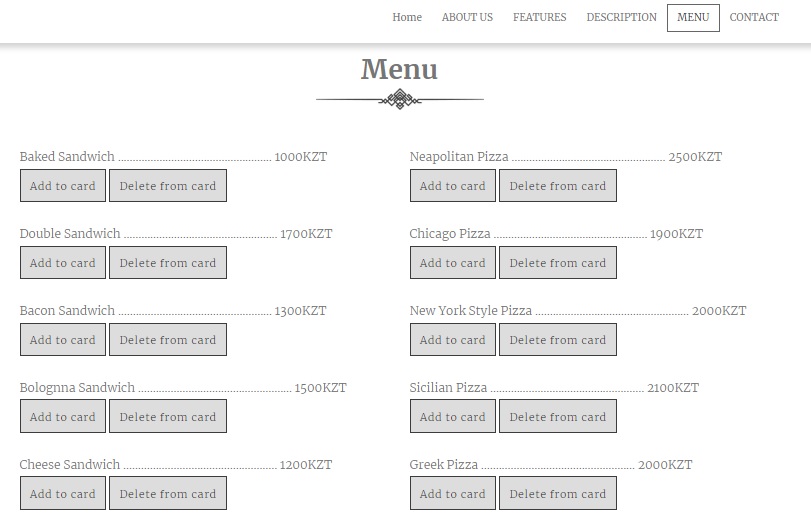 Home ABOUT US FEATURES DESCRIPTION MENU CONTACT
Menu
Baked Sandwich ........................................................ 1000KZT
Add to card Delete from card
Double Sandwich ........................................................ 1700KZT
Add to card Delete from card
Bacon Sandwich ........................................................ 1300KZT
Add to card Delete from card
Bolognna Sandwich ........................................................ 1500KZT
Add to card Delete from card
Cheese Sandwich ........................................................ 1200KZT
Add to card Delete from card
Neapolitan Pizza ........................................................ 2500KZT
Add to card Delete from card
Chicago Pizza ........................................................ 1900KZT
Add to card Delete from card
New York Style Pizza ........................................................ 2000KZT
Add to card Delete from card
Sicilian Pizza ........................................................ 2100KZT
Add to card Delete from card
Greek Pizza ........................................................ 2000KZT
Add to card Delete from card